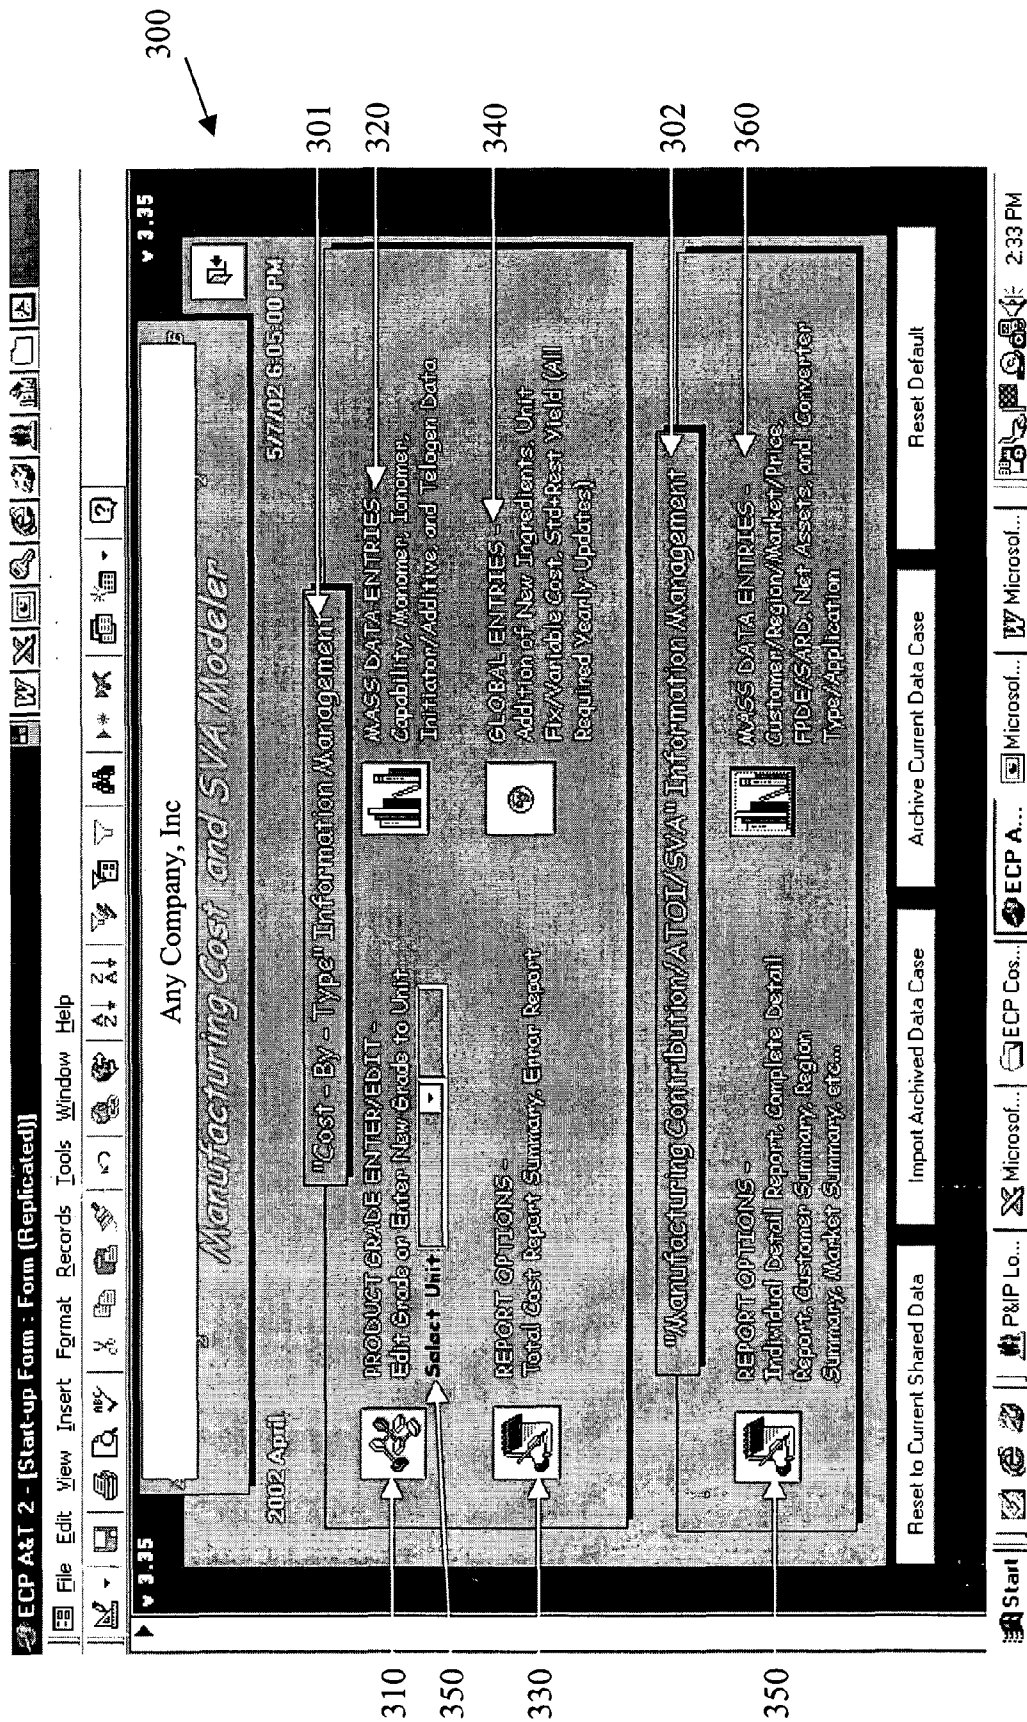 ECP A&T 2 - [Start-up Form : Form (Replicated)]
File Edit View Insert Format Records Tools Window Help
v 3.35
v 3.35
Any Company, Inc
Manufacturing Cost and SVA Modeler
2002 April
5/7/02 6:05:00 PM
"Cost - By - Type" Information Management
PRODUCT GRADE ENTER/EDIT -
Edit Grade or Enter New Grade to Unit
Select Unit
MASS DATA ENTRIES -
Capability, Monomer, Ionomer,
Initiator/Additive, and Telogen Data
REPORT OPTIONS -
Total Cost Report Summary, Error Report
GLOBAL ENTRIES -
Addition of New Ingredients, Unit
Fix/Variable Cost, Std+Rest Yield (All
Required Yearly Updates)
"Manufacturing Contribution/ATOI/SVA" Information Management
REPORT OPTIONS -
Individual Detail Report, Complete Detail
Report, Customer Summary, Region
Summary, Market Summary, etc...
MASS DATA ENTRIES -
Customer/Region/Market/Price,
FIDE/SARD, Net Assets, and Converter
Type/Application
Reset to Current Shared Data
Import Archived Data Case
Archive Current Data Case
Reset Default
Start
P&IP Lo...
Microsof...
ECP Cos...
ECP A...
Microsof...
Microsof...
2:33 PM
300
301
320
340
302
360
310
350
330
350